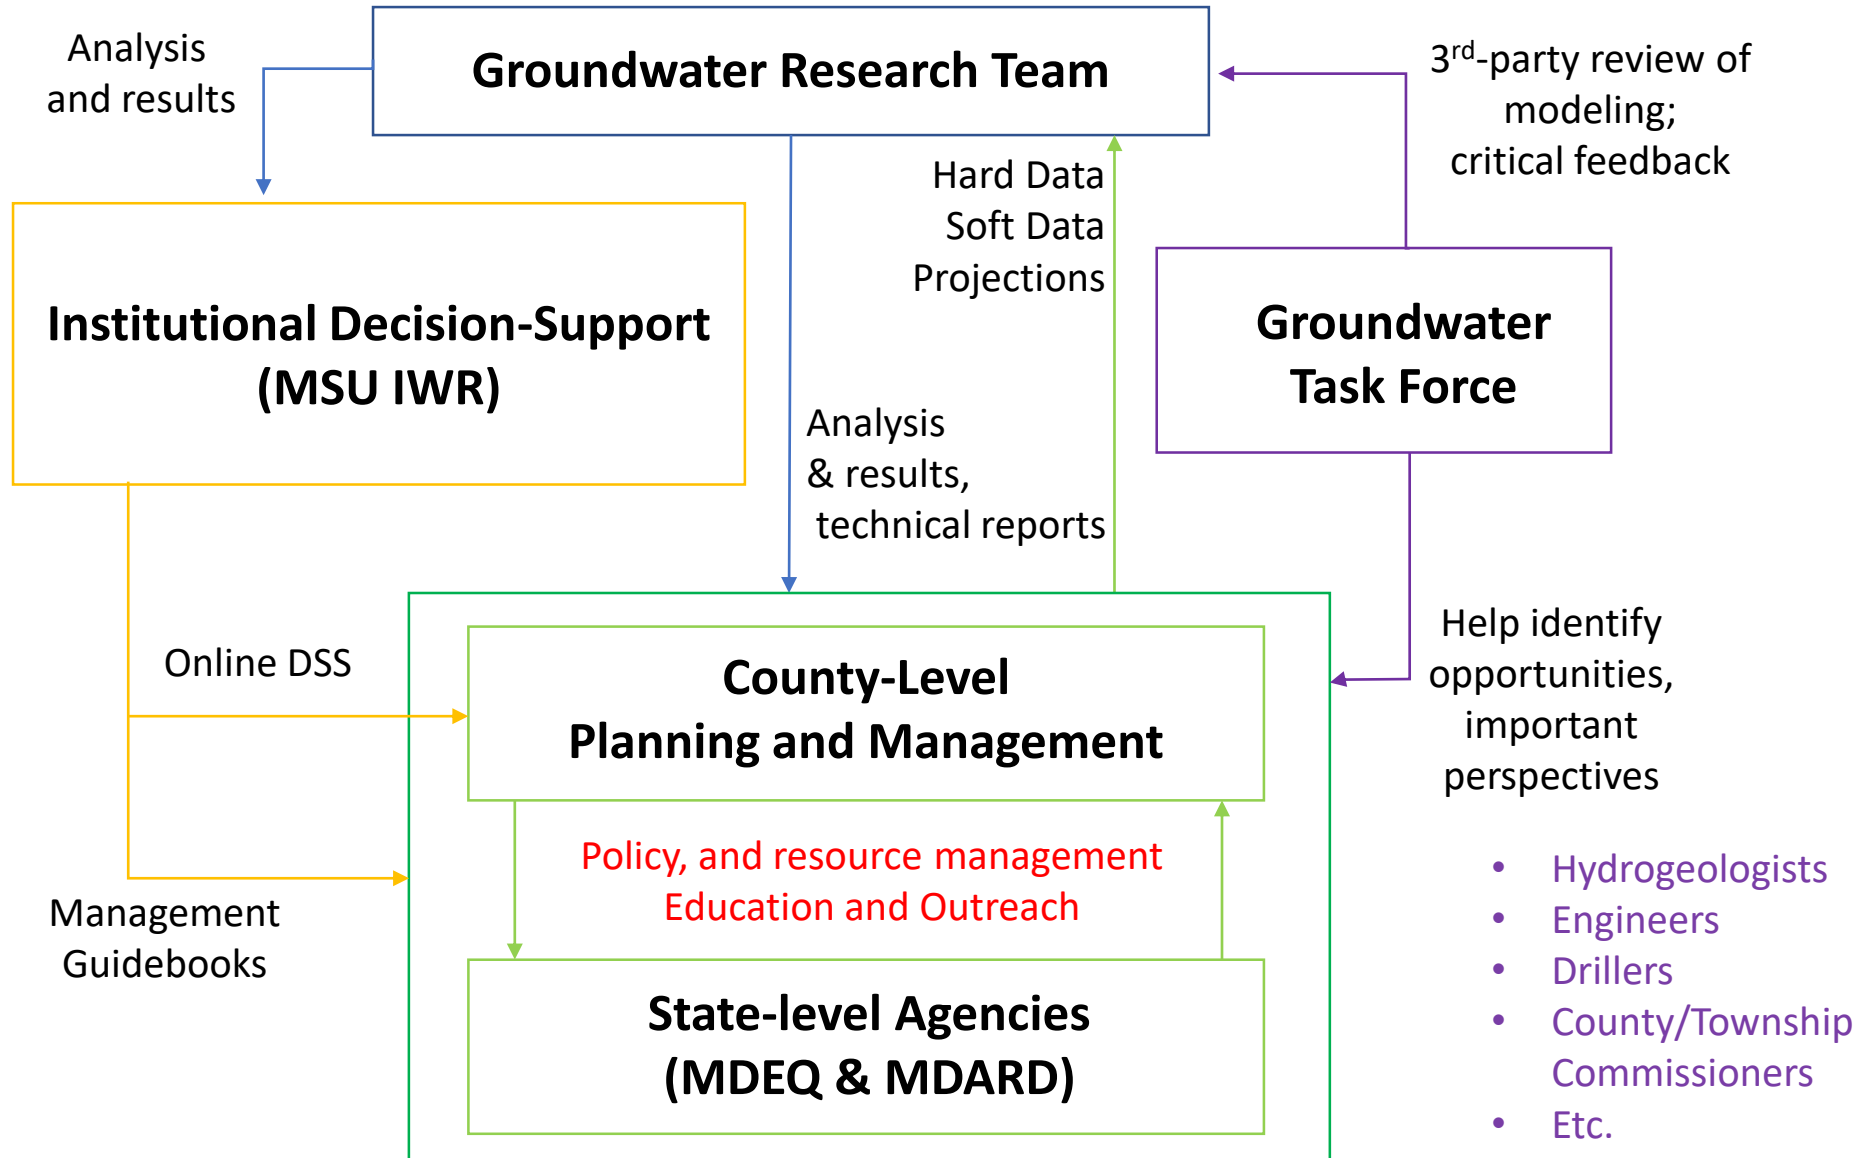 Analysis
and results
Groundwater Research Team
3rd-party review of
modeling;
critical feedback
Hard Data
Soft Data
Projections
Institutional Decision-Support
(MSU IWR)
Groundwater
Task Force
Analysis
& results,
technical reports
Online DSS
County-Level
Planning and Management
Help identify
opportunities,
important
perspectives
Policy, and resource management
Education and Outreach
Management
Guidebooks
State-level Agencies
(MDEQ & MDARD)
• Hydrogeologists
• Engineers
• Drillers
• County/Township
Commissioners
• Etc.